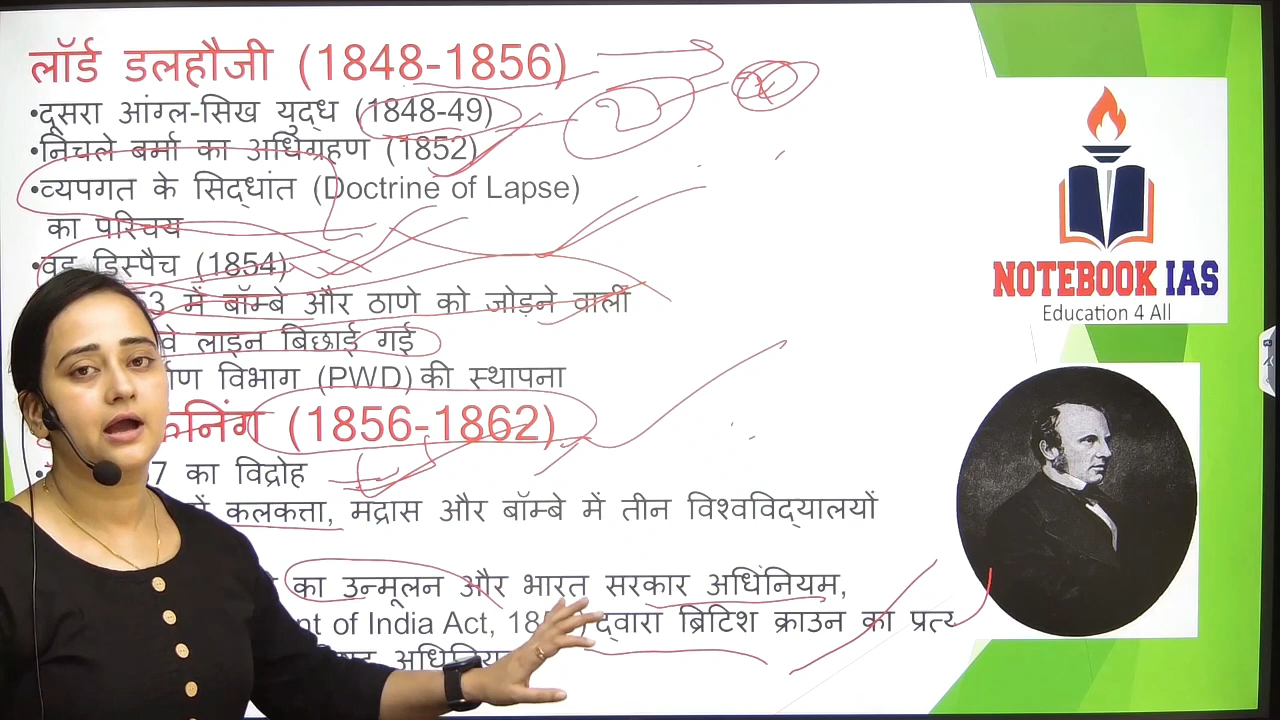 लॉर्ड डलहौजी (1848-1856)
•दूसरा आंग्ल-सिख युद्ध (1848-49)
•निचले बर्मा का अधिग्रहण (1852)
•व्यपगत के सिद्धांत (Doctrine of Lapse)
का परिचय
•वुड डिस्पैच (1854)
53 में बॉम्बे और ठाणे को जोड़ने वाली
वे लाइन बिछाई गई
र्माण विभाग (PWD) की स्थापना
कैनिंग (1856-1862)
7 का विद्रोह
में कलकत्ता, मद्रास और बॉम्बे में तीन विश्वविद्यालयों
का उन्मूलन और भारत सरकार अधिनियम,
nt of India Act, 18 द्वारा ब्रिटिश क्राउन का प्रत्य
NOTEBOOK IAS
Education 4 All